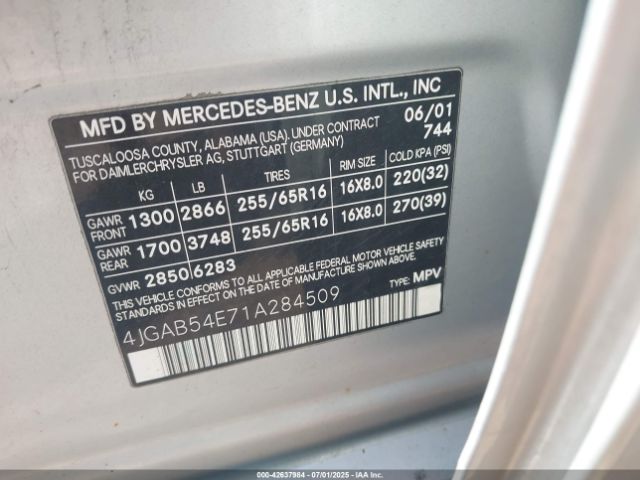 MFD BY MERCEDES-BENZ U.S. INTL., INC
TUSCALOOSA COUNTY, ALABAMA (USA). UNDER CONTRACT 06/01
FOR DAIMLERCHRYSLER AG, STUTTGART (GERMANY) 744
KG LB TIRES RIM SIZE COLD KPA (PSI)
GAWR FRONT 1300 2866 255/65R16 16X8.0 220(32)
GAWR REAR 1700 3748 255/65R16 16X8.0 270(39)
GVWR 2850 6283
THIS VEHICLE CONFORMS TO ALL APPLICABLE FEDERAL MOTOR VEHICLE SAFETY
STANDARDS IN EFFECT ON THE DATE OF MANUFACTURE SHOWN ABOVE.
4JGAB54E71A284509 TYPE: MPV
000-42637984 | 07/01/2025 | IAAI.COM